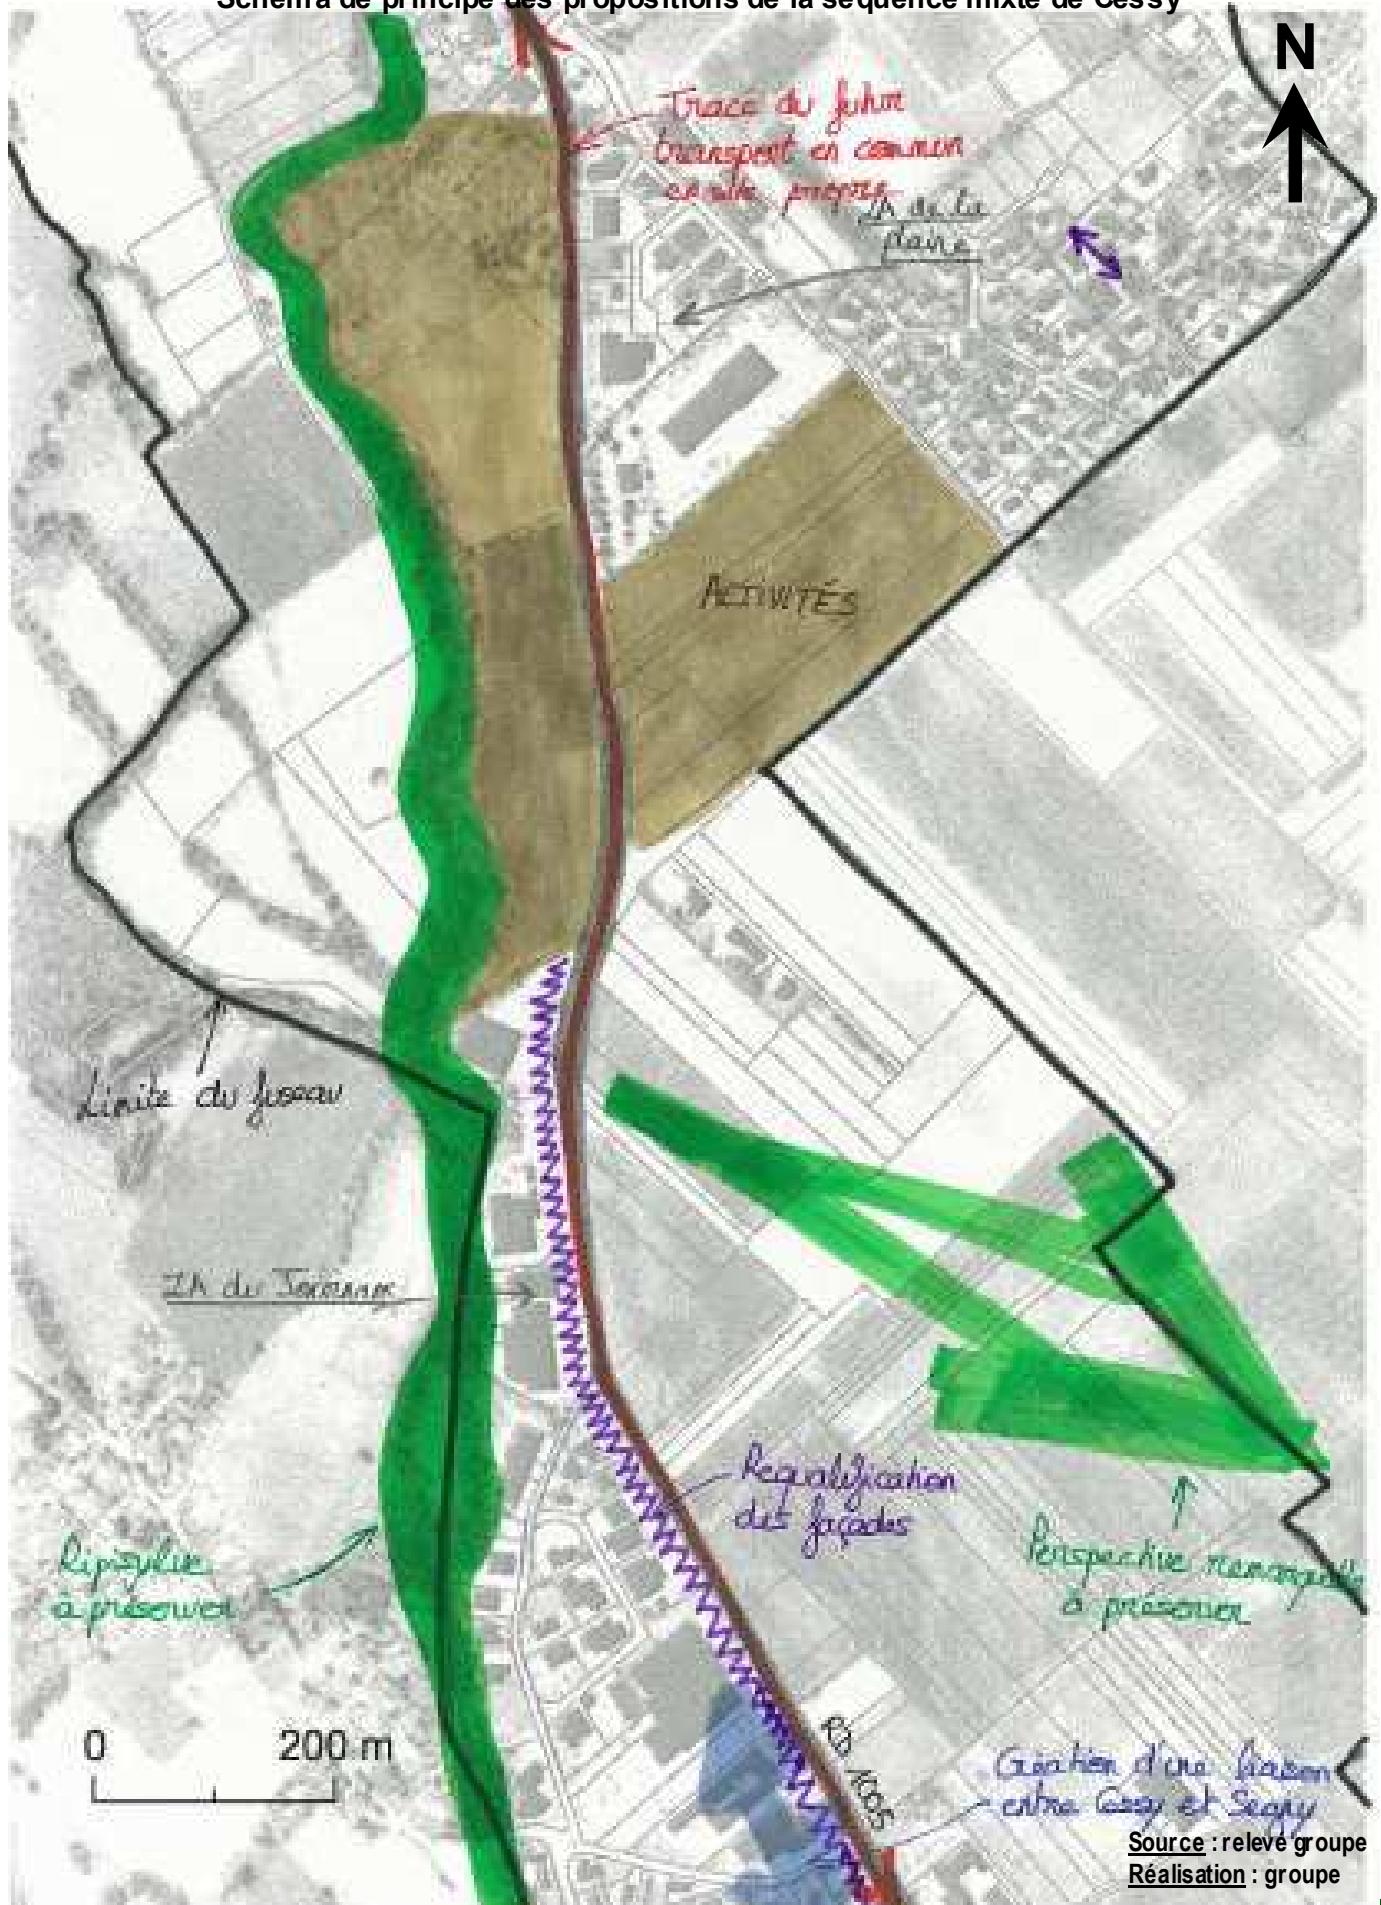 Schéma de principe des propositions de la séquence mixte de Cessy
N
Tracé du futur
transport en commun
en site propre
ZA de la
plaine
ACTIVITÉS
Limite du fuseau
ZA du
Requalification
des façades
Ripisylve
à préserver
Perspective remarquable
à préserver
0 200 m
RD 1005
Création d'une liaison
entre Cessy et Segny
Source : relevé groupe
Réalisation : groupe